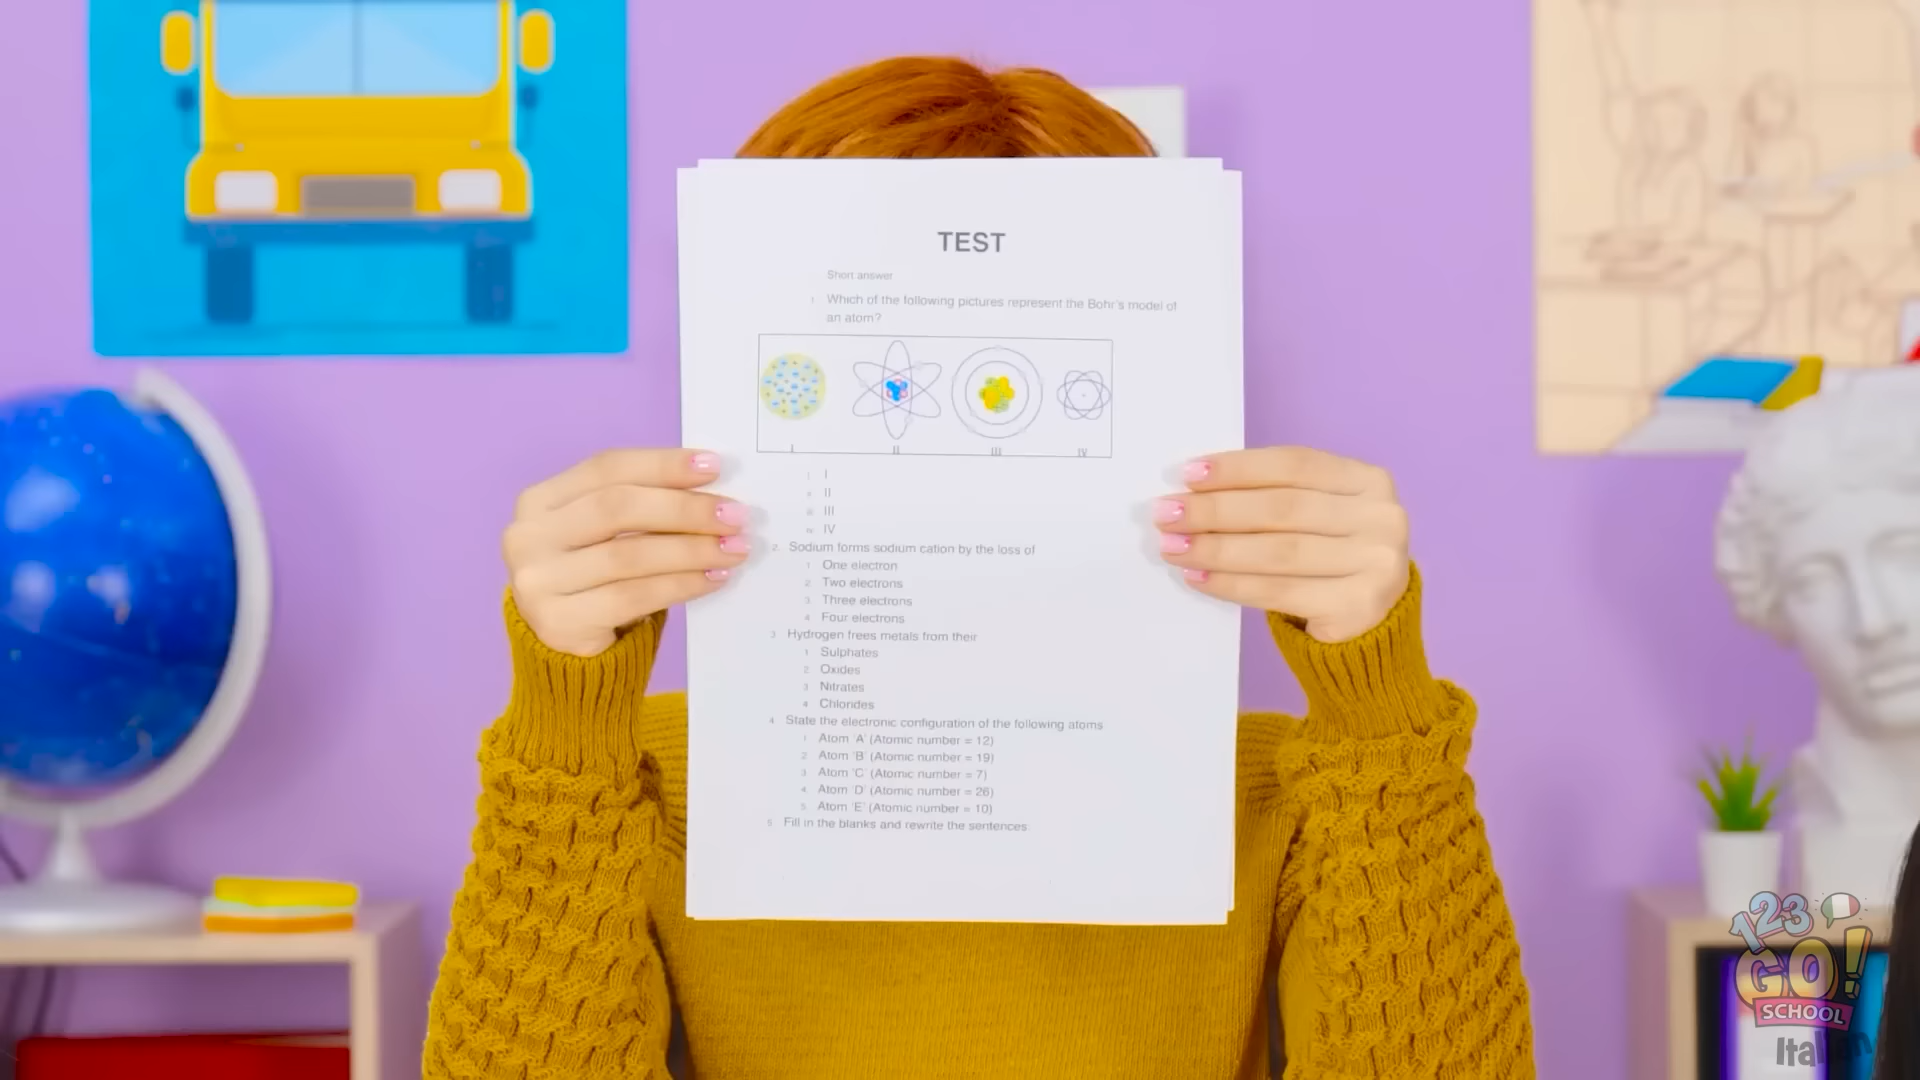 TEST
Short answer
1 Which of the following pictures represent the Bohr's model of
an atom?
I II III IV
i I
ii II
iii III
iv IV
2. Sodium forms sodium cation by the loss of
1 One electron
2 Two electrons
3 Three electrons
4 Four electrons
3 Hydrogen frees metals from their
1 Sulphates
2 Oxides
3 Nitrates
4 Chlorides
4 State the electronic configuration of the following atoms
1 Atom 'A' (Atomic number = 12)
2 Atom 'B' (Atomic number = 19)
3 Atom 'C' (Atomic number = 7)
4. Atom 'D' (Atomic number = 26)
5. Atom 'E' (Atomic number = 10)
5 Fill in the blanks and rewrite the sentences:
123
GO!
SCHOOL
Italian